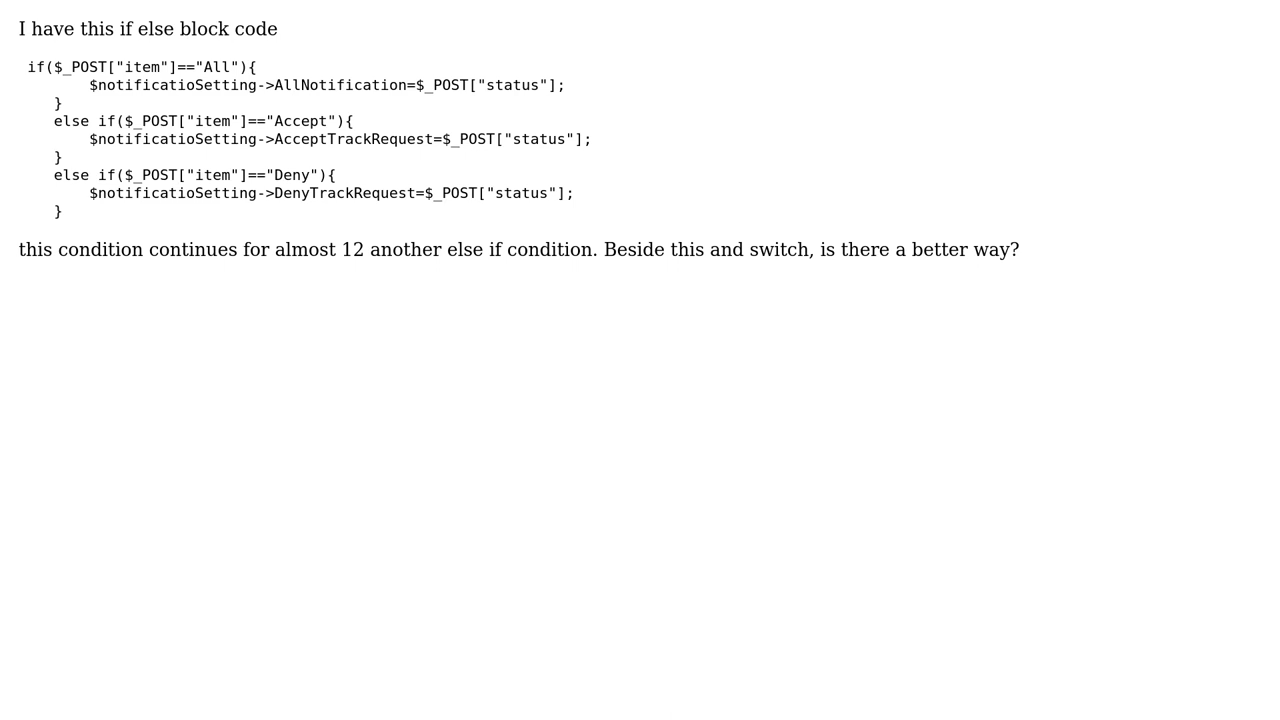 I have this if else block code
if($_POST["item"]=="All"){
$notificatioSetting->AllNotification=$_POST["status"];
}
else if($_POST["item"]=="Accept"){
$notificatioSetting->AcceptTrackRequest=$_POST["status"];
}
else if($_POST["item"]=="Deny"){
$notificatioSetting->DenyTrackRequest=$_POST["status"];
}
this condition continues for almost 12 another else if condition. Beside this and switch, is there a better way?